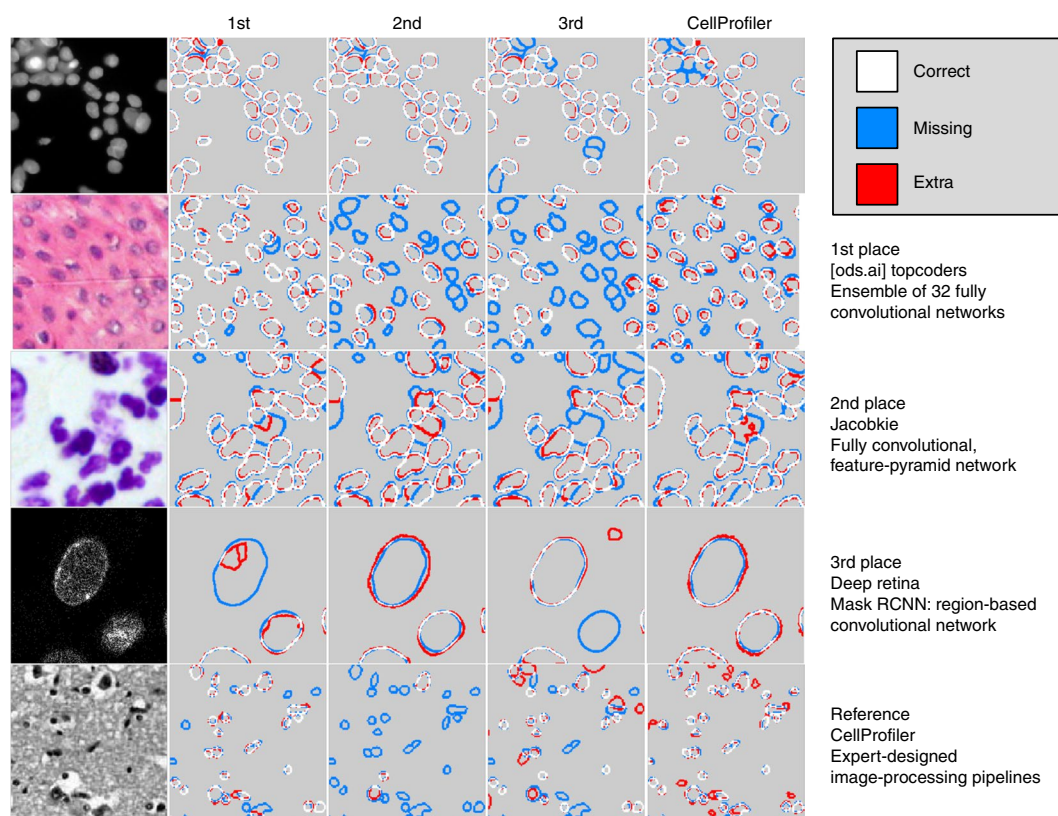 1st
2nd
3rd
CellProfiler
Correct
Missing
Extra
1st place
[ods.ai] topcoders
Ensemble of 32 fully
convolutional networks
2nd place
Jacobkie
Fully convolutional,
feature-pyramid network
3rd place
Deep retina
Mask RCNN: region-based
convolutional network
Reference
CellProfiler
Expert-designed
image-processing pipelines